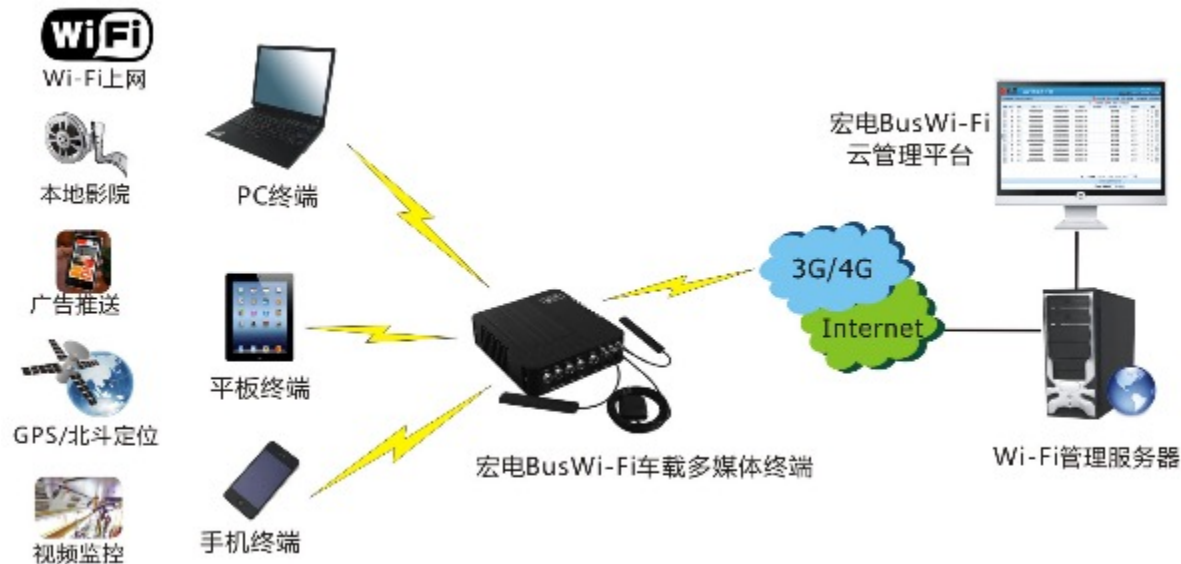 WiFi
Wi-Fi上网
本地影院
广告推送
GPS/北斗定位
视频监控
PC终端
平板终端
手机终端
宏电BusWi-Fi车载多媒体终端
3G/4G
Internet
宏电BusWi-Fi
云管理平台
Wi-Fi管理服务器